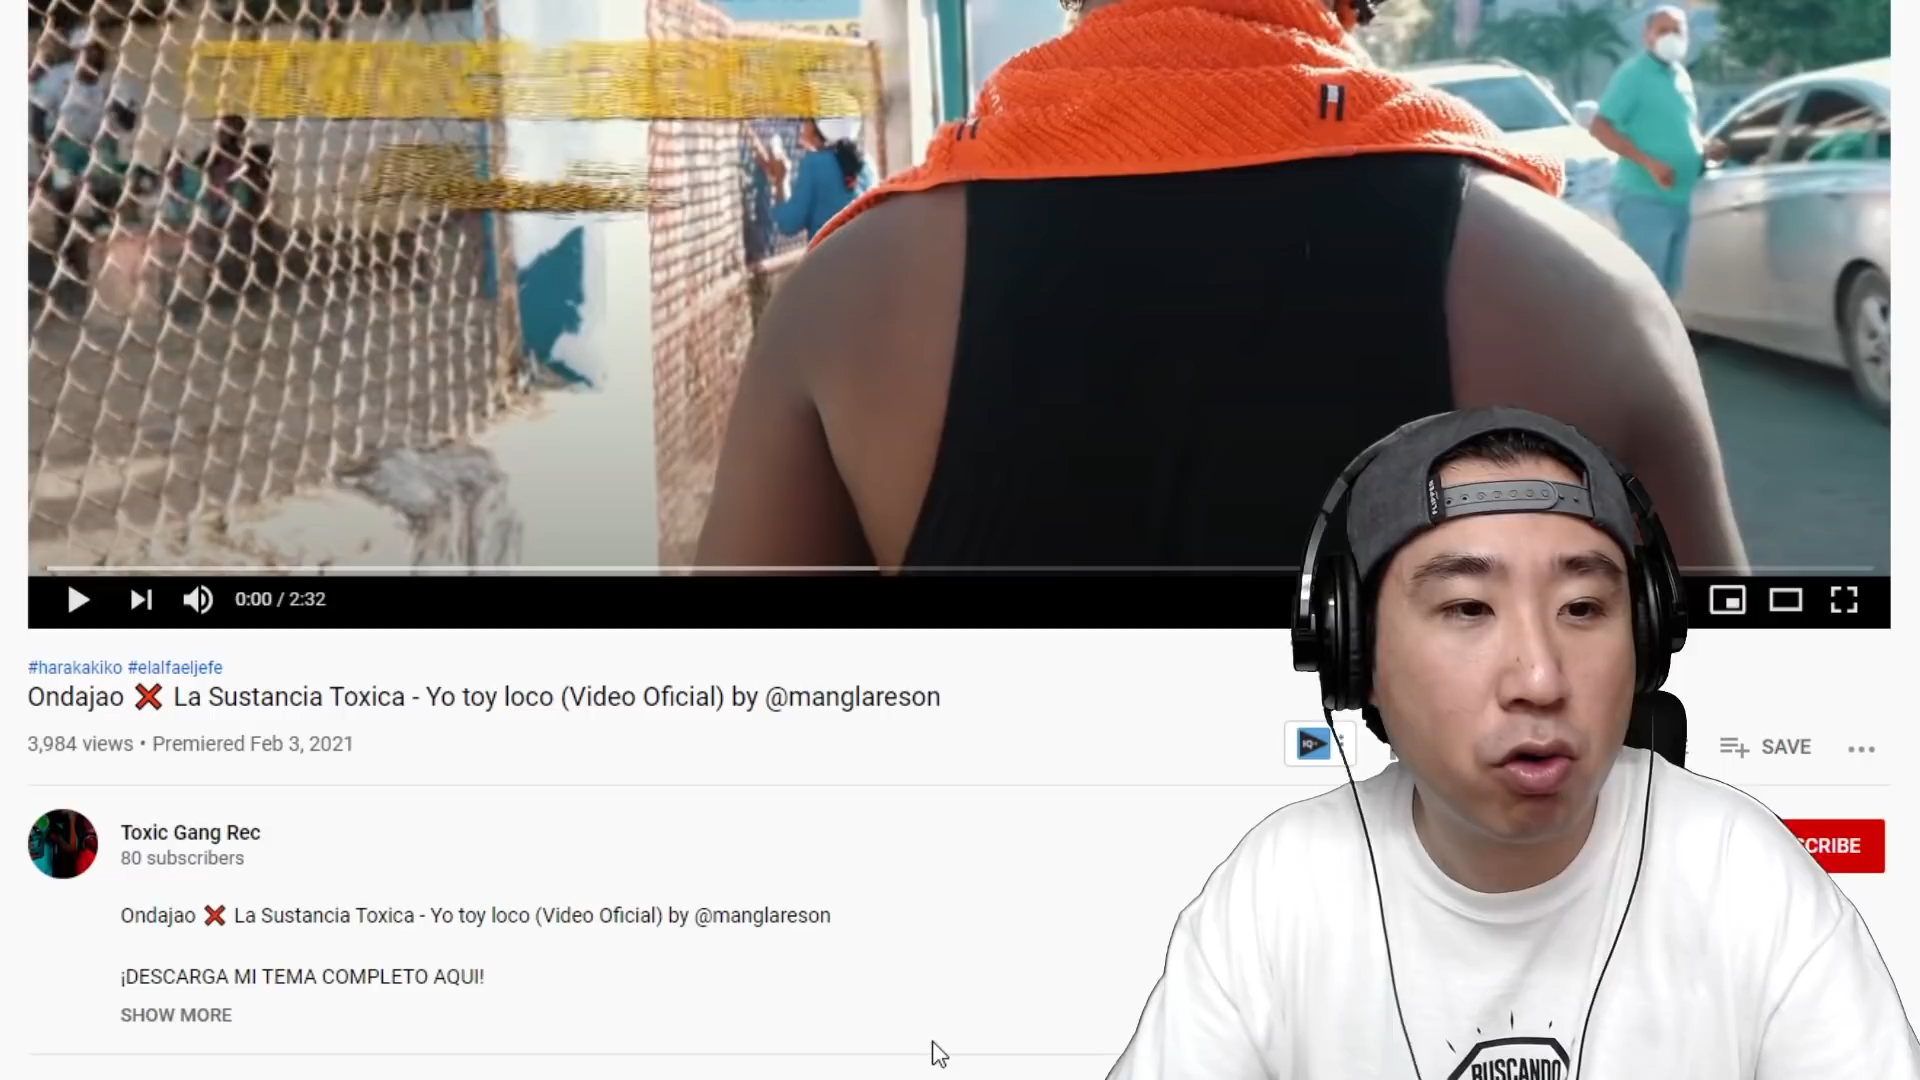 0:00 / 2:32
#harakakiko #elalfaeljefe
Ondajao ❌ La Sustancia Toxica - Yo toy loco (Video Oficial) by @manglareson
3,984 views • Premiered Feb 3, 2021
SAVE
Toxic Gang Rec
80 subscribers
Ondajao ❌ La Sustancia Toxica - Yo toy loco (Video Oficial) by @manglareson
¡DESCARGA MI TEMA COMPLETO AQUI!
SHOW MORE
FLIPPER
BUSCANDO